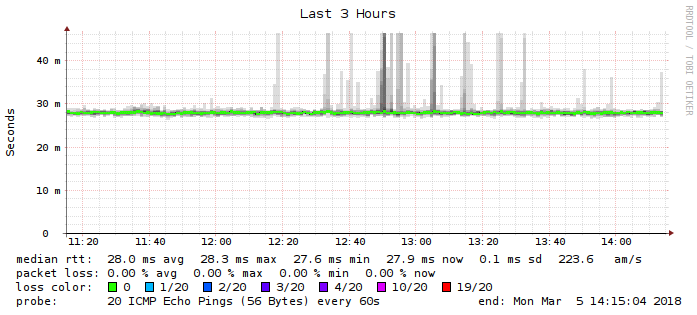 Last 3 Hours
RRDTOOL / TOBI OETIKER
Seconds
40 m
30 m
20 m
10 m
0
11:20 11:40 12:00 12:20 12:40 13:00 13:20 13:40 14:00
median rtt: 28.0 ms avg 28.3 ms max 27.6 ms min 27.9 ms now 0.1 ms sd 223.6 am/s
packet loss: 0.00 % avg 0.00 % max 0.00 % min 0.00 % now
loss color: 0 1/20 2/20 3/20 4/20 10/20 19/20
probe: 20 ICMP Echo Pings (56 Bytes) every 60s end: Mon Mar 5 14:15:04 2018